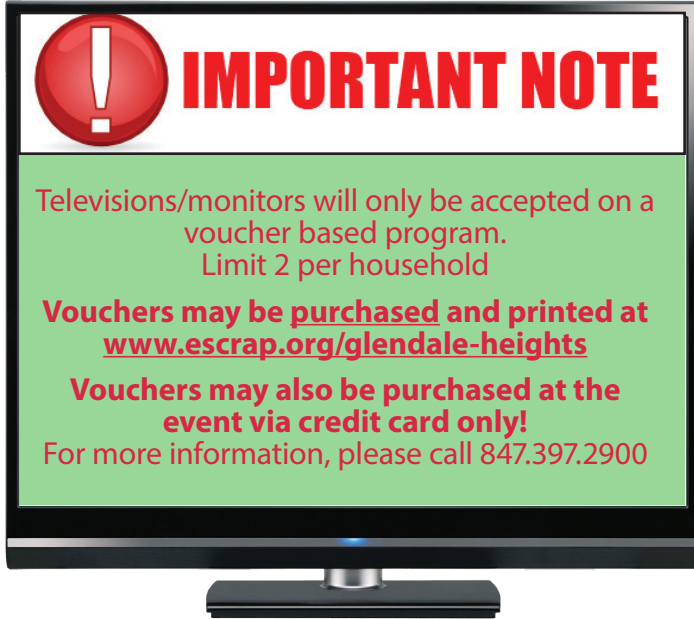 IMPORTANT NOTE
Televisions/monitors will only be accepted on a
voucher based program.
Limit 2 per household
Vouchers may be purchased and printed at
www.escrap.org/glendale-heights
Vouchers may also be purchased at the
event via credit card only!
For more information, please call 847.397.2900